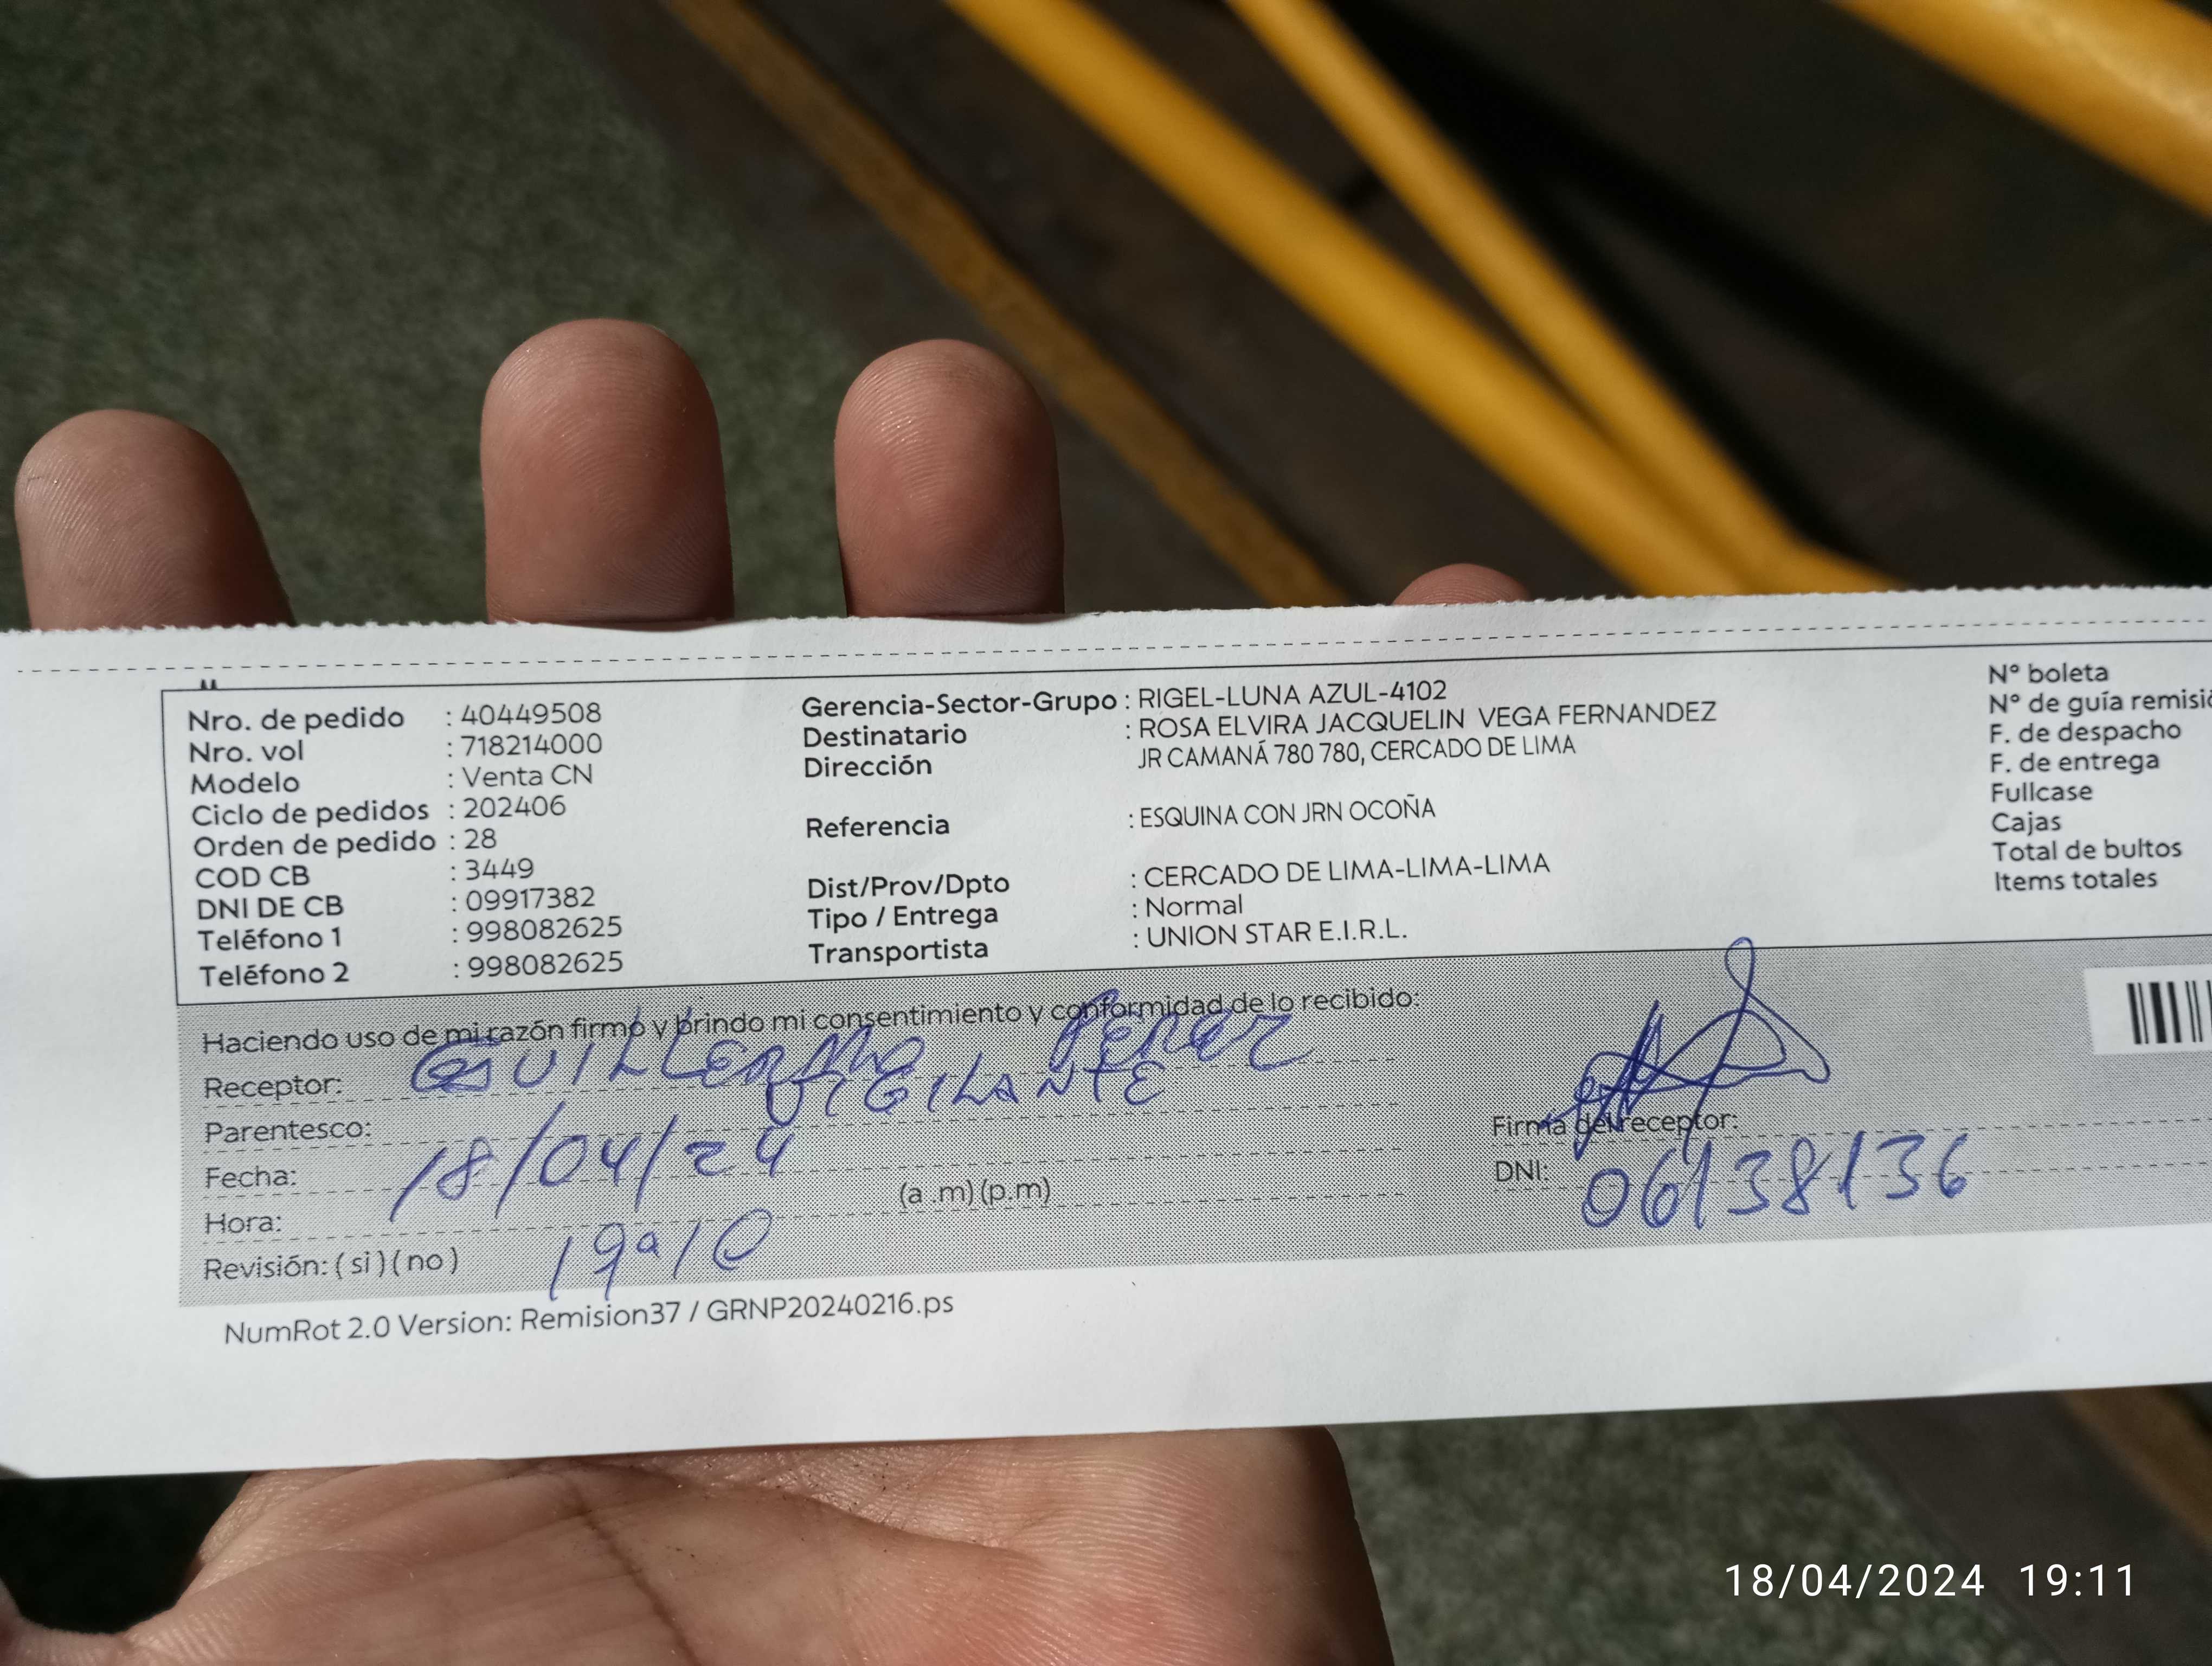 Nro. de pedido : 40449508
Nro. vol : 718214000
Modelo : Venta CN
Ciclo de pedidos : 202406
Orden de pedido : 28
COD CB : 3449
DNI DE CB : 09917382
Teléfono 1 : 998082625
Teléfono 2 : 998082625
Gerencia-Sector-Grupo : RIGEL-LUNA AZUL-4102
Destinatario : ROSA ELVIRA JACQUELIN VEGA FERNANDEZ
Dirección JR CAMANÁ 780 780, CERCADO DE LIMA
Referencia : ESQUINA CON JRN OCOÑA
Dist/Prov/Dpto : CERCADO DE LIMA-LIMA-LIMA
Tipo / Entrega : Normal
Transportista : UNION STAR E.I.R.L.
N° boleta
N° de guía
F. de despacho
F. de entrega
Fullcase
Cajas
Total de bultos
Items totales
Haciendo uso de mi razón firmo y brindo mi consentimiento y conformidad de lo recibido:
Receptor: GUILLERMO PEREZ
Parentesco: VIGILANTE
Fecha: 18/04/24
Hora: (a .m) (p.m)
Revisión: ( si ) ( no ) 19:10
Firma del receptor:
DNI: 06138136
NumRot 2.0 Version: Remision37 / GRNP20240216.ps
18/04/2024 19:11